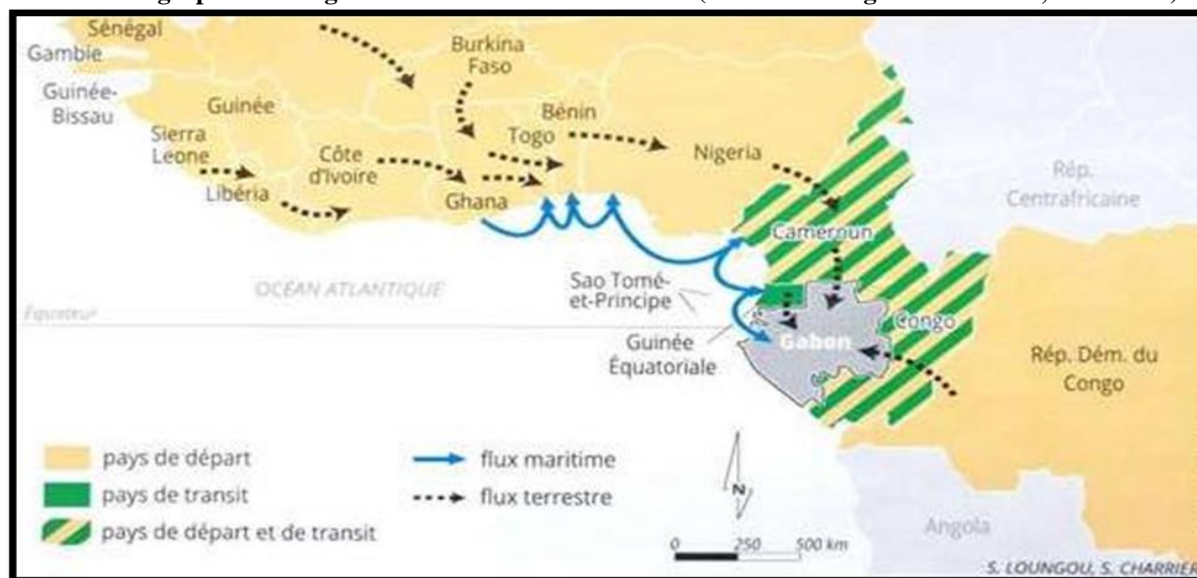 Sénégal
Gambie
Guinée-
Bissau
Guinée
Sierra
Leone
Libéria
Côte
d'Ivoire
Burkina
Faso
Ghana
Togo
Bénin
Nigeria
Rép.
Centrafricaine
Cameroun
OCÉAN ATLANTIQUE
Équateur
Sao Tomé-
et-Principe
Guinée
Équatoriale
Gabon
Congo
Rép. Dém. du
Congo
Angola
pays de départ
pays de transit
pays de départ et de transit
flux maritime
flux terrestre
N
0 250 500 km
S. LOUNGOU, S. CHARRIER